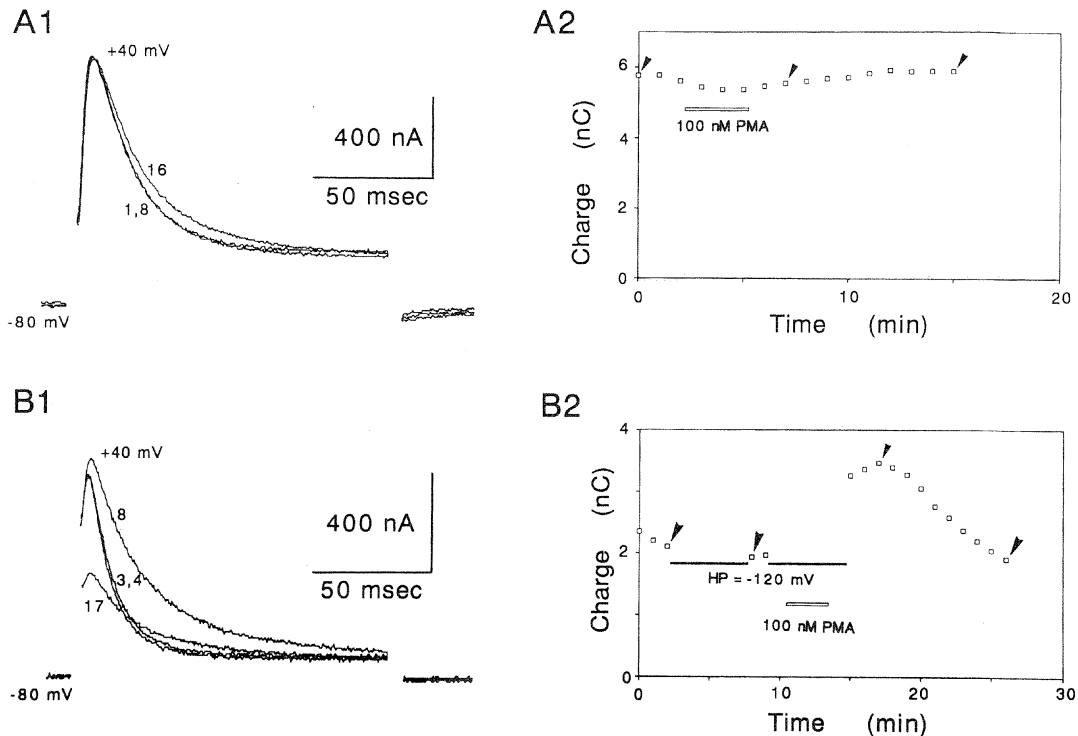 A1
+40 mV
16
1,8
-80 mV
400 nA
50 msec
A2
Charge (nC)
6
4
2
0
100 nM PMA
0
10
20
Time (min)
B1
+40 mV
8
3,4
17
-80 mV
400 nA
50 msec
B2
Charge (nC)
4
3
2
1
0
HP = -120 mV
100 nM PMA
0
10
20
30
Time (min)